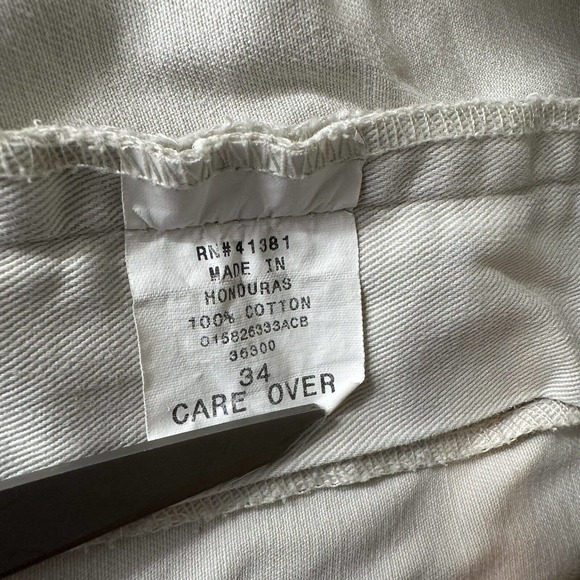 RN#41381
MADE IN
HONDURAS
100% COTTON
015826333ACB
36300
34
CARE OVER